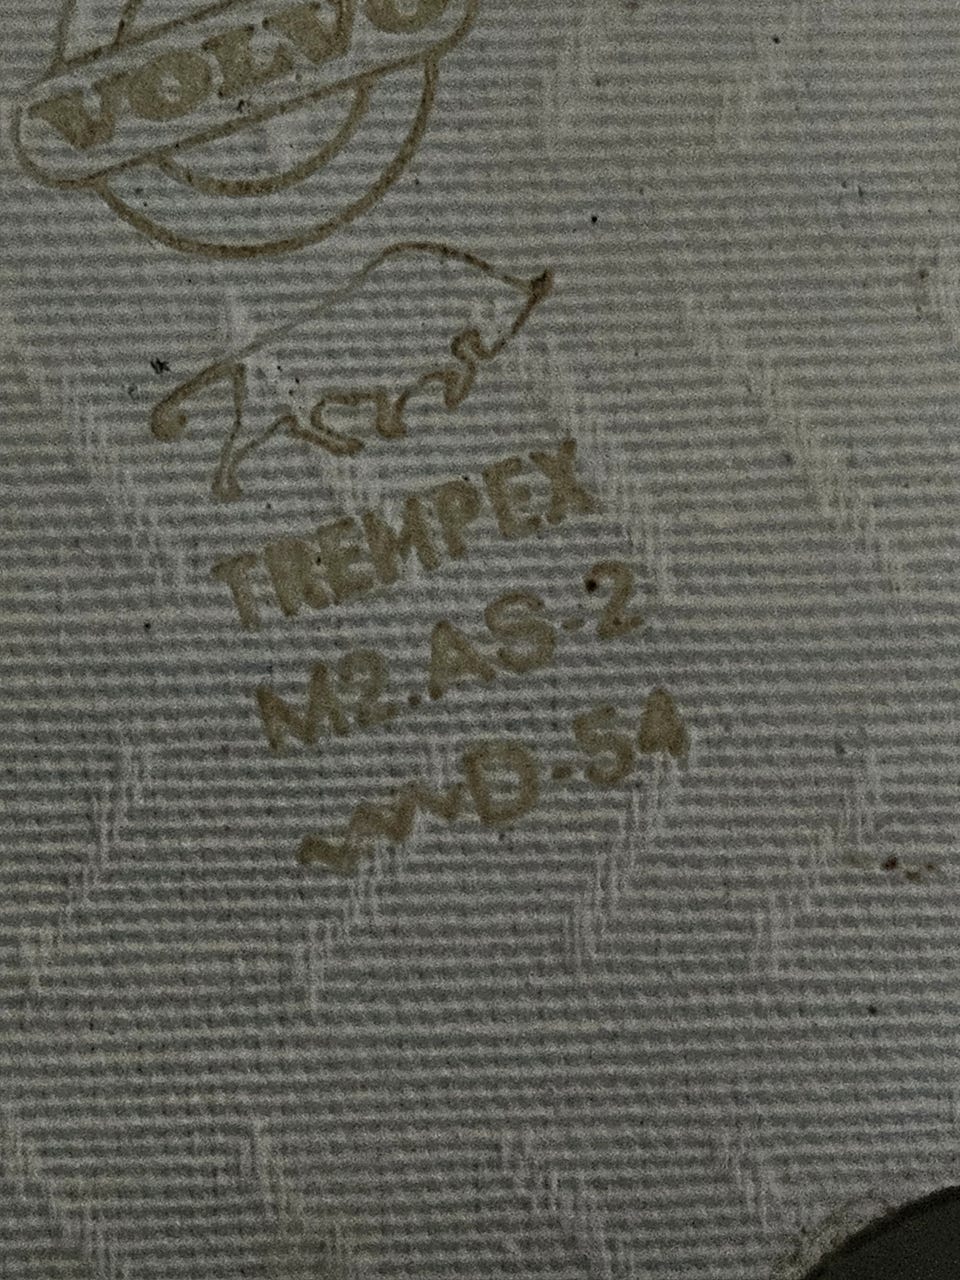 VOLVO
TREMPEX
M2.AS-2
D-54